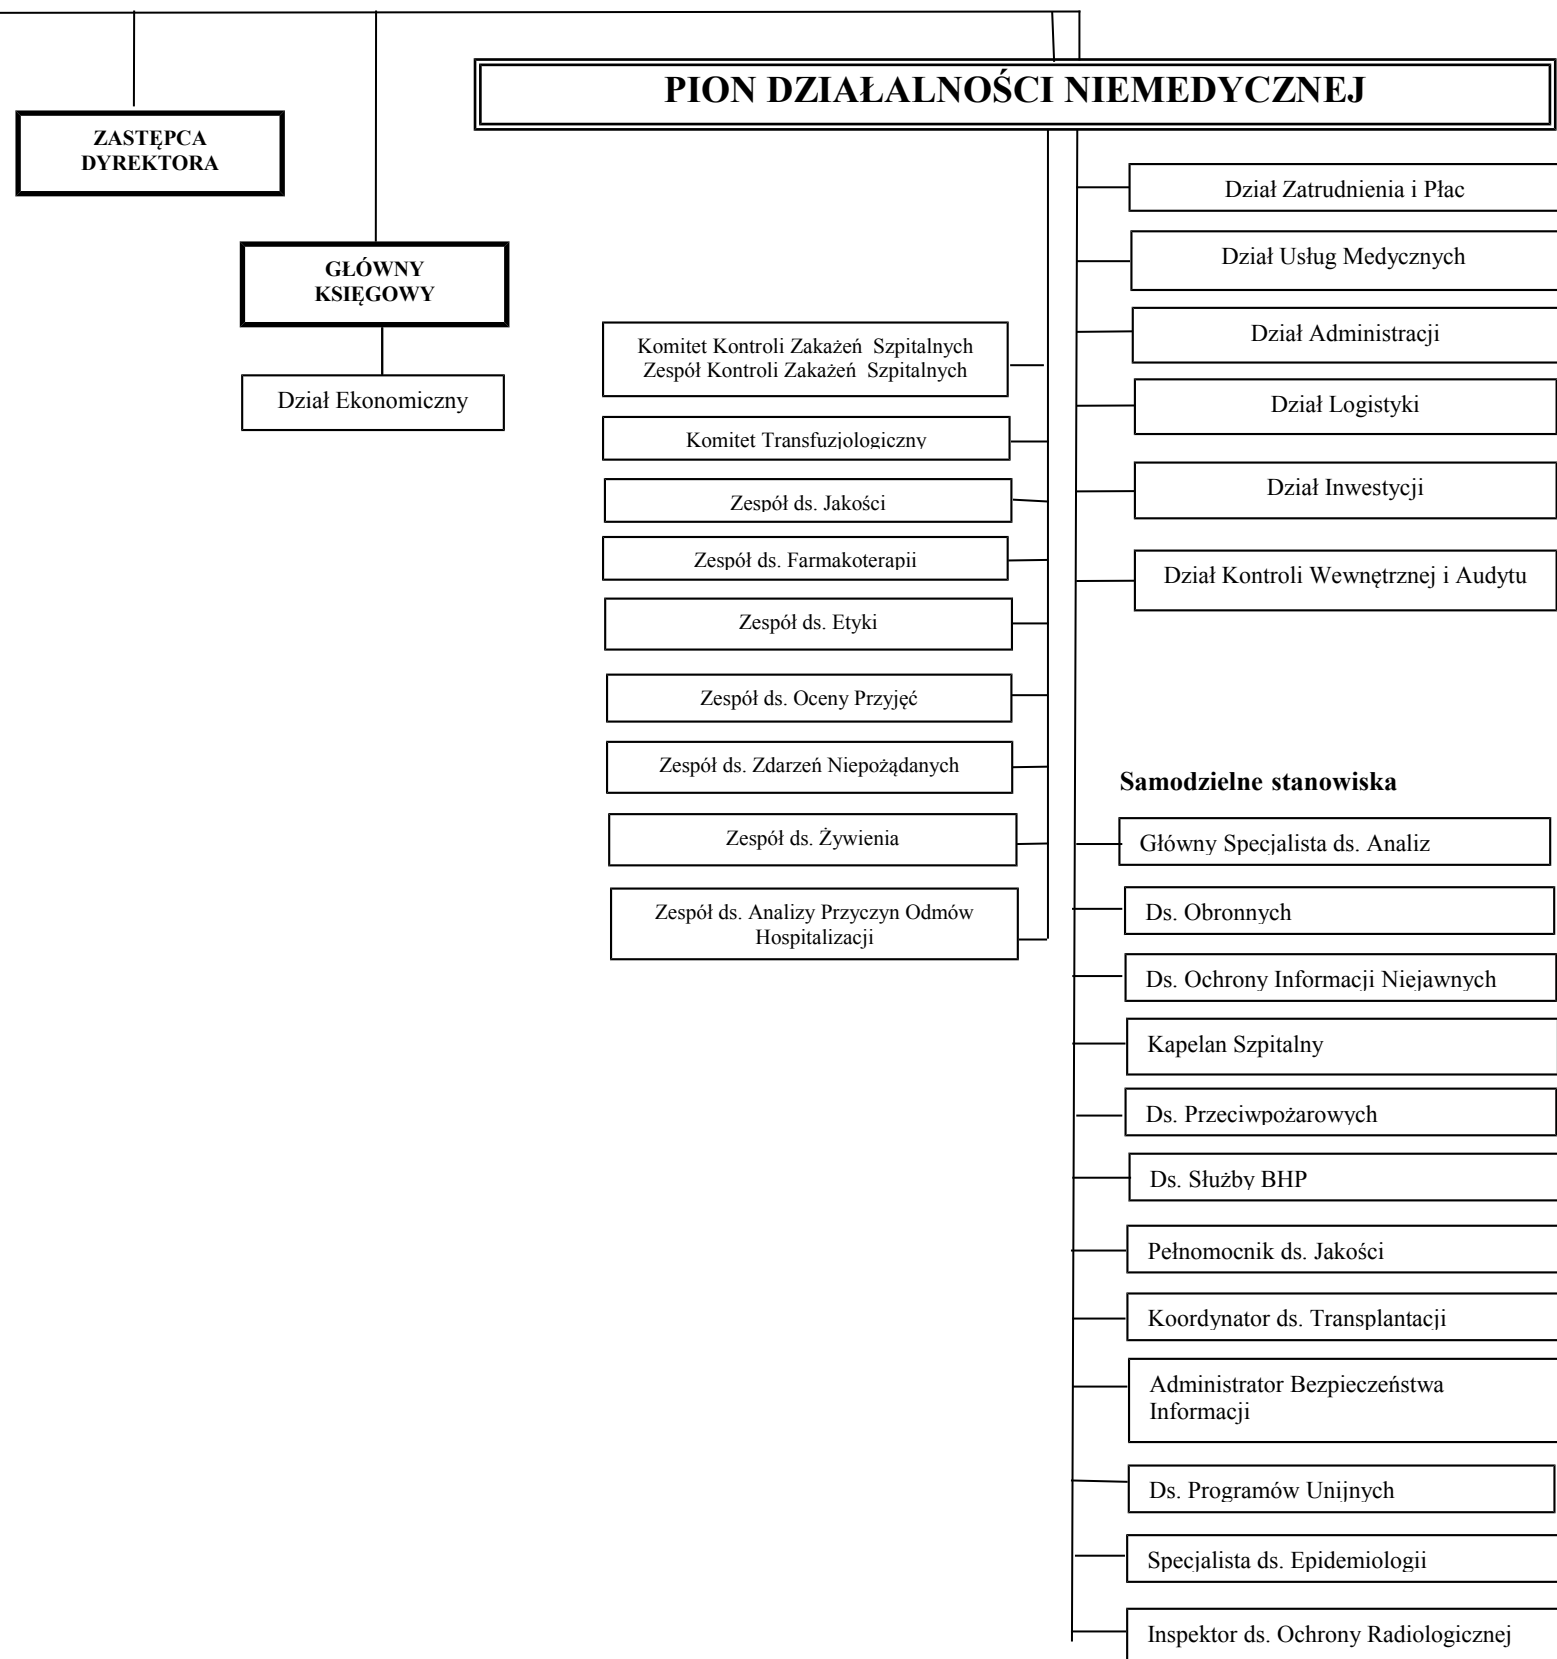 PION DZIAŁALNOŚCI NIEMEDYCZNEJ
ZASTĘPCA
DYREKTORA
GŁÓWNY
KSIĘGOWY
Dział Ekonomiczny
Komitet Kontroli Zakażeń Szpitalnych
Zespół Kontroli Zakażeń Szpitalnych
Komitet Transfuzjologiczny
Zespół ds. Jakości
Zespół ds. Farmakoterapii
Zespół ds. Etyki
Zespół ds. Oceny Przyjęć
Zespół ds. Zdarzeń Niepożądanych
Zespół ds. Żywienia
Zespół ds. Analizy Przyczyn Odmów
Hospitalizacji
Dział Zatrudnienia i Płac
Dział Usług Medycznych
Dział Administracji
Dział Logistyki
Dział Inwestycji
Dział Kontroli Wewnętrznej i Audytu
Samodzielne stanowiska
Główny Specjalista ds. Analiz
Ds. Obronnych
Ds. Ochrony Informacji Niejawnych
Kapelan Szpitalny
Ds. Przeciwpożarowych
Ds. Służby BHP
Pełnomocnik ds. Jakości
Koordynator ds. Transplantacji
Administrator Bezpieczeństwa
Informacji
Ds. Programów Unijnych
Specjalista ds. Epidemiologii
Inspektor ds. Ochrony Radiologicznej